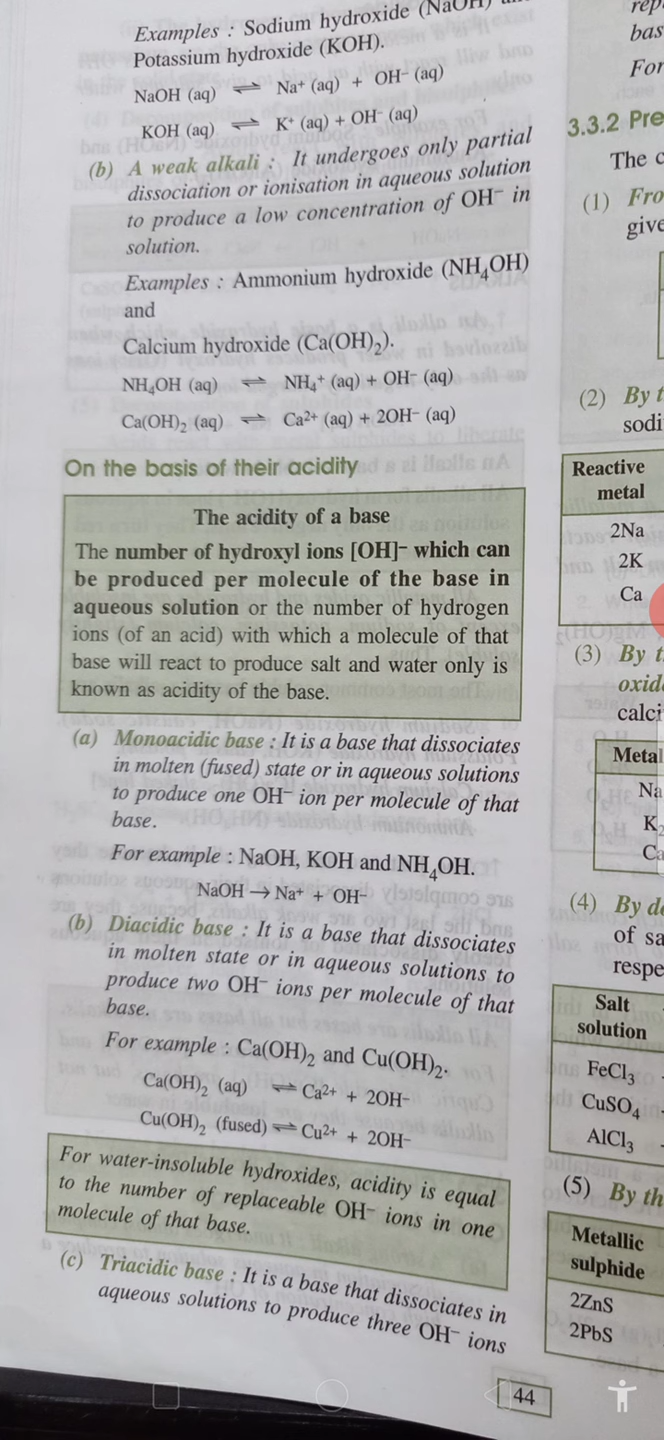 Examples : Sodium hydroxide (NaOH)
Potassium hydroxide (KOH).
NaOH (aq) ⇌ Na⁺ (aq) + OH⁻ (aq)
KOH (aq) ⇌ K⁺ (aq) + OH⁻ (aq)
(b) A weak alkali : It undergoes only partial
dissociation or ionisation in aqueous solution
to produce a low concentration of OH⁻ in
solution.
Examples : Ammonium hydroxide (NH₄OH)
and
Calcium hydroxide (Ca(OH)₂).
NH₄OH (aq) ⇌ NH₄⁺ (aq) + OH⁻ (aq)
Ca(OH)₂ (aq) ⇌ Ca²⁺ (aq) + 2OH⁻ (aq)
On the basis of their acidity
The acidity of a base
The number of hydroxyl ions [OH]⁻ which can
be produced per molecule of the base in
aqueous solution or the number of hydrogen
ions (of an acid) with which a molecule of that
base will react to produce salt and water only is
known as acidity of the base.
(a) Monoacidic base : It is a base that dissociates
in molten (fused) state or in aqueous solutions
to produce one OH⁻ ion per molecule of that
base.
For example : NaOH, KOH and NH₄OH.
NaOH → Na⁺ + OH⁻
(b) Diacidic base : It is a base that dissociates
in molten state or in aqueous solutions to
produce two OH⁻ ions per molecule of that
base.
For example : Ca(OH)₂ and Cu(OH)₂.
Ca(OH)₂ (aq) ⇌ Ca²⁺ + 2OH⁻
Cu(OH)₂ (fused) ⇌ Cu²⁺ + 2OH⁻
For water-insoluble hydroxides, acidity is equal
to the number of replaceable OH⁻ ions in one
molecule of that base.
(c) Triacidic base : It is a base that dissociates in
aqueous solutions to produce three OH⁻ ions
44
rep
bas
For
3.3.2 Pre
The c
(1) Fro
give
(2) By t
sodi
Reactive
metal
2Na
2K
Ca
(3) By t
oxid
calci
Metal
Na
K₂
Ca
(4) By d
of sa
respe
Salt
solution
FeCl₃
CuSO₄
AlCl₃
(5) By th
Metallic
sulphide
2ZnS
2PbS